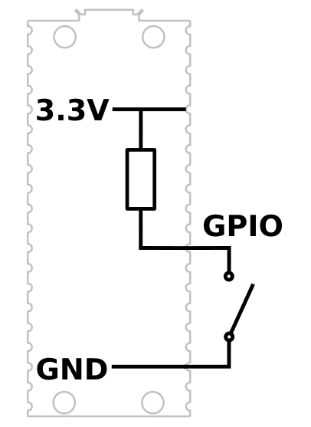 3.3V
GPIO
GND